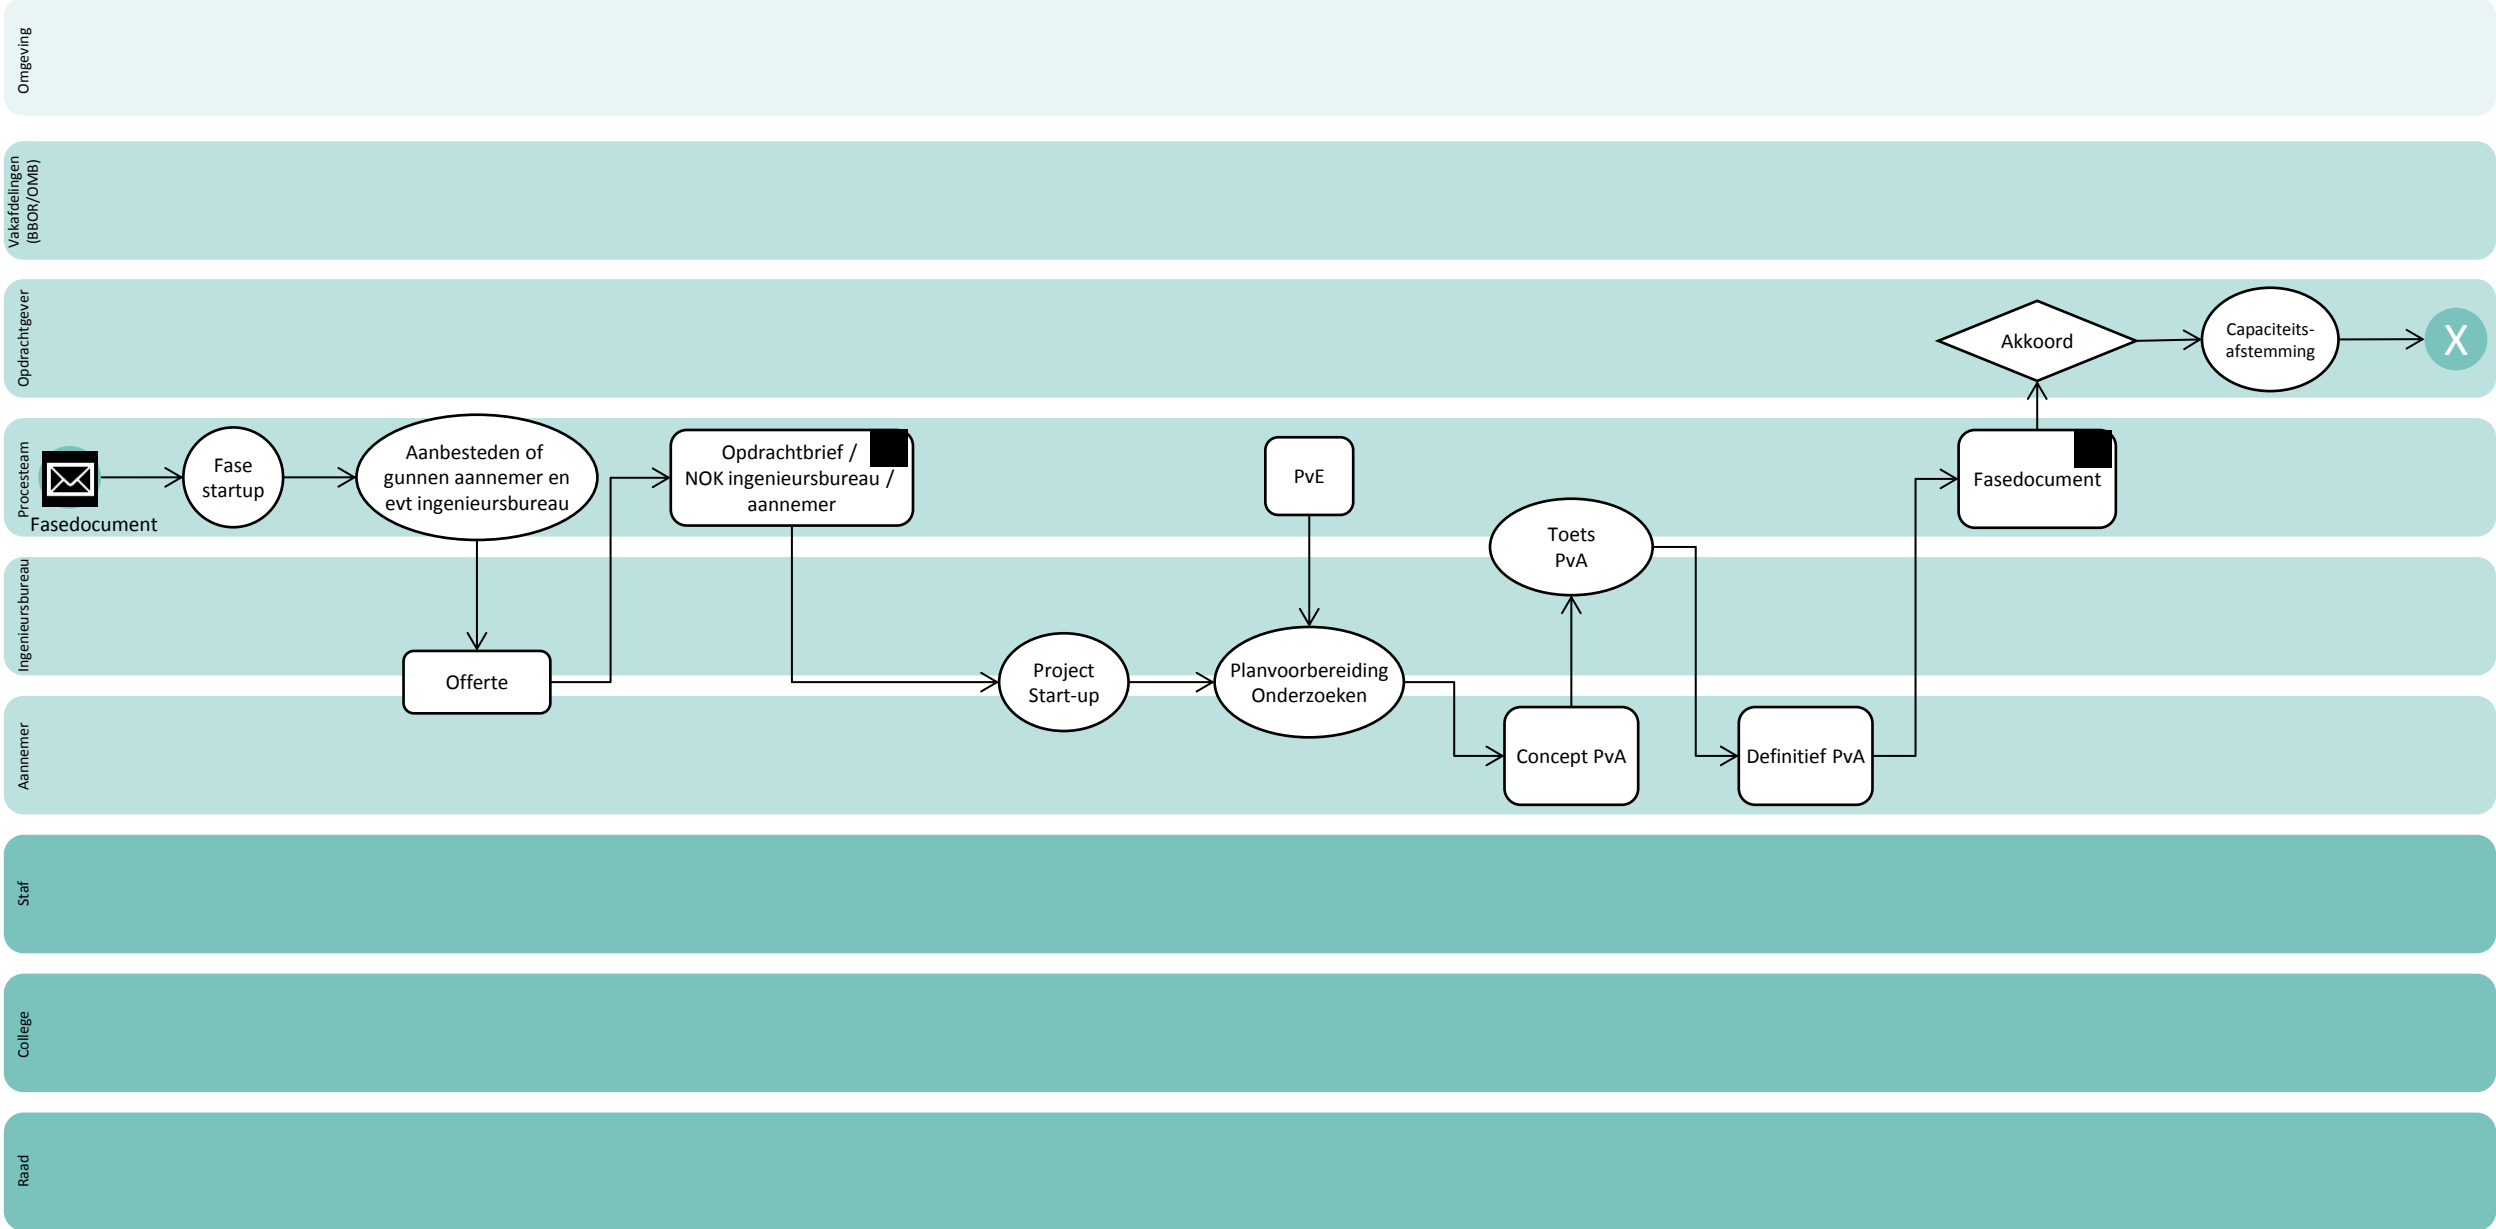 Omgeving
Vakafdelingen
(BBOR/OMB)
Opdrachtgever
Akkoord
Capaciteits-
afstemming
X
Procesteam
Fasedocument
Fase
startup
Aanbesteden of
gunnen aannemer en
evt ingenieursbureau
Opdrachtbrief /
NOK ingenieursbureau /
aannemer
PvE
Toets
PvA
Fasedocument
Ingenieursbureau
Offerte
Project
Start-up
Planvoorbereiding
Onderzoeken
Aannemer
Concept PvA
Definitief PvA
Staf
College
Raad